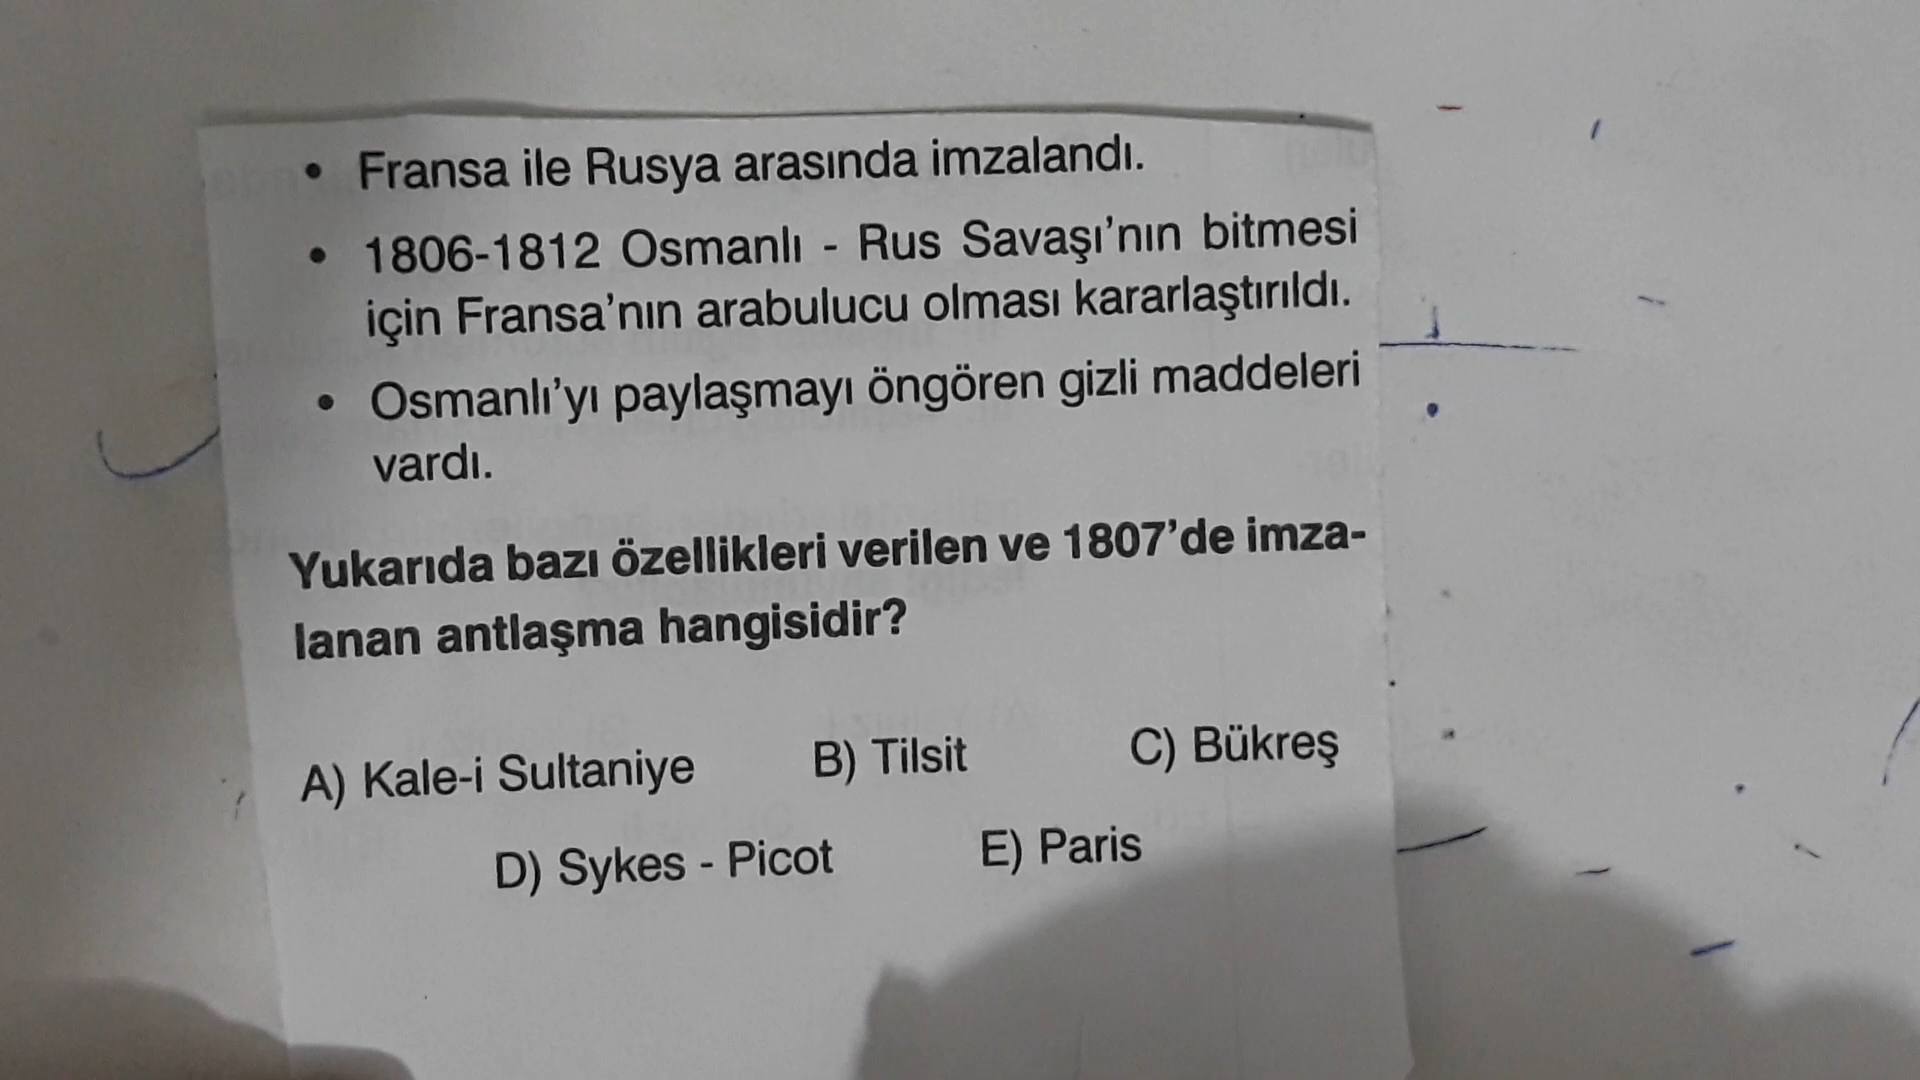 • Fransa ile Rusya arasında imzalandı.
• 1806-1812 Osmanlı - Rus Savaşı’nın bitmesi
için Fransa’nın arabulucu olması kararlaştırıldı.
• Osmanlı’yı paylaşmayı öngören gizli maddeleri
vardı.
Yukarıda bazı özellikleri verilen ve 1807’de imza-
lanan antlaşma hangisidir?
A) Kale-i Sultaniye B) Tilsit C) Bükreş
D) Sykes - Picot E) Paris